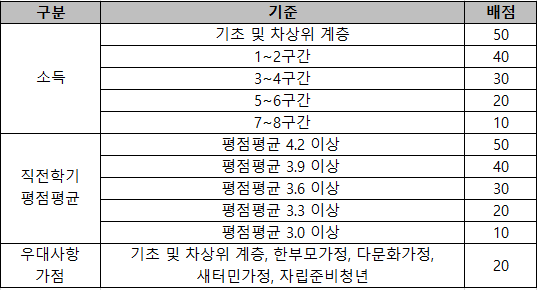 구분 기준 배점
소득
기초 및 차상위 계층 50
1~2구간 40
3~4구간 30
5~6구간 20
7~8구간 10
직전학기
평점평균
평점평균 4.2 이상 50
평점평균 3.9 이상 40
평점평균 3.6 이상 30
평점평균 3.3 이상 20
평점평균 3.0 이상 10
우대사항
가점
기초 및 차상위 계층, 한부모가정, 다문화가정,
새터민가정, 자립준비청년
20